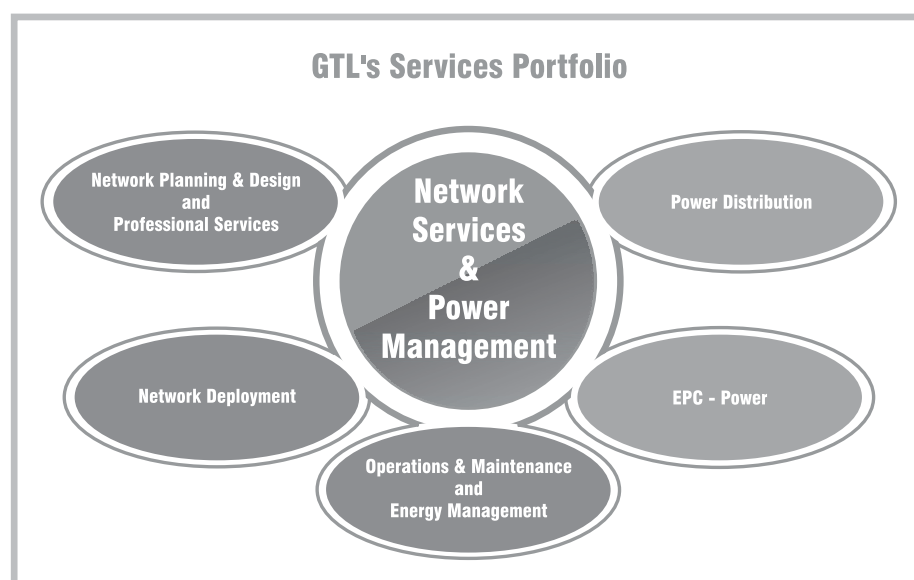 GTL's Services Portfolio
Network Planning & Design
and
Professional Services
Network
Services
&
Power
Management
Power Distribution
Network Deployment
EPC - Power
Operations & Maintenance
and
Energy Management